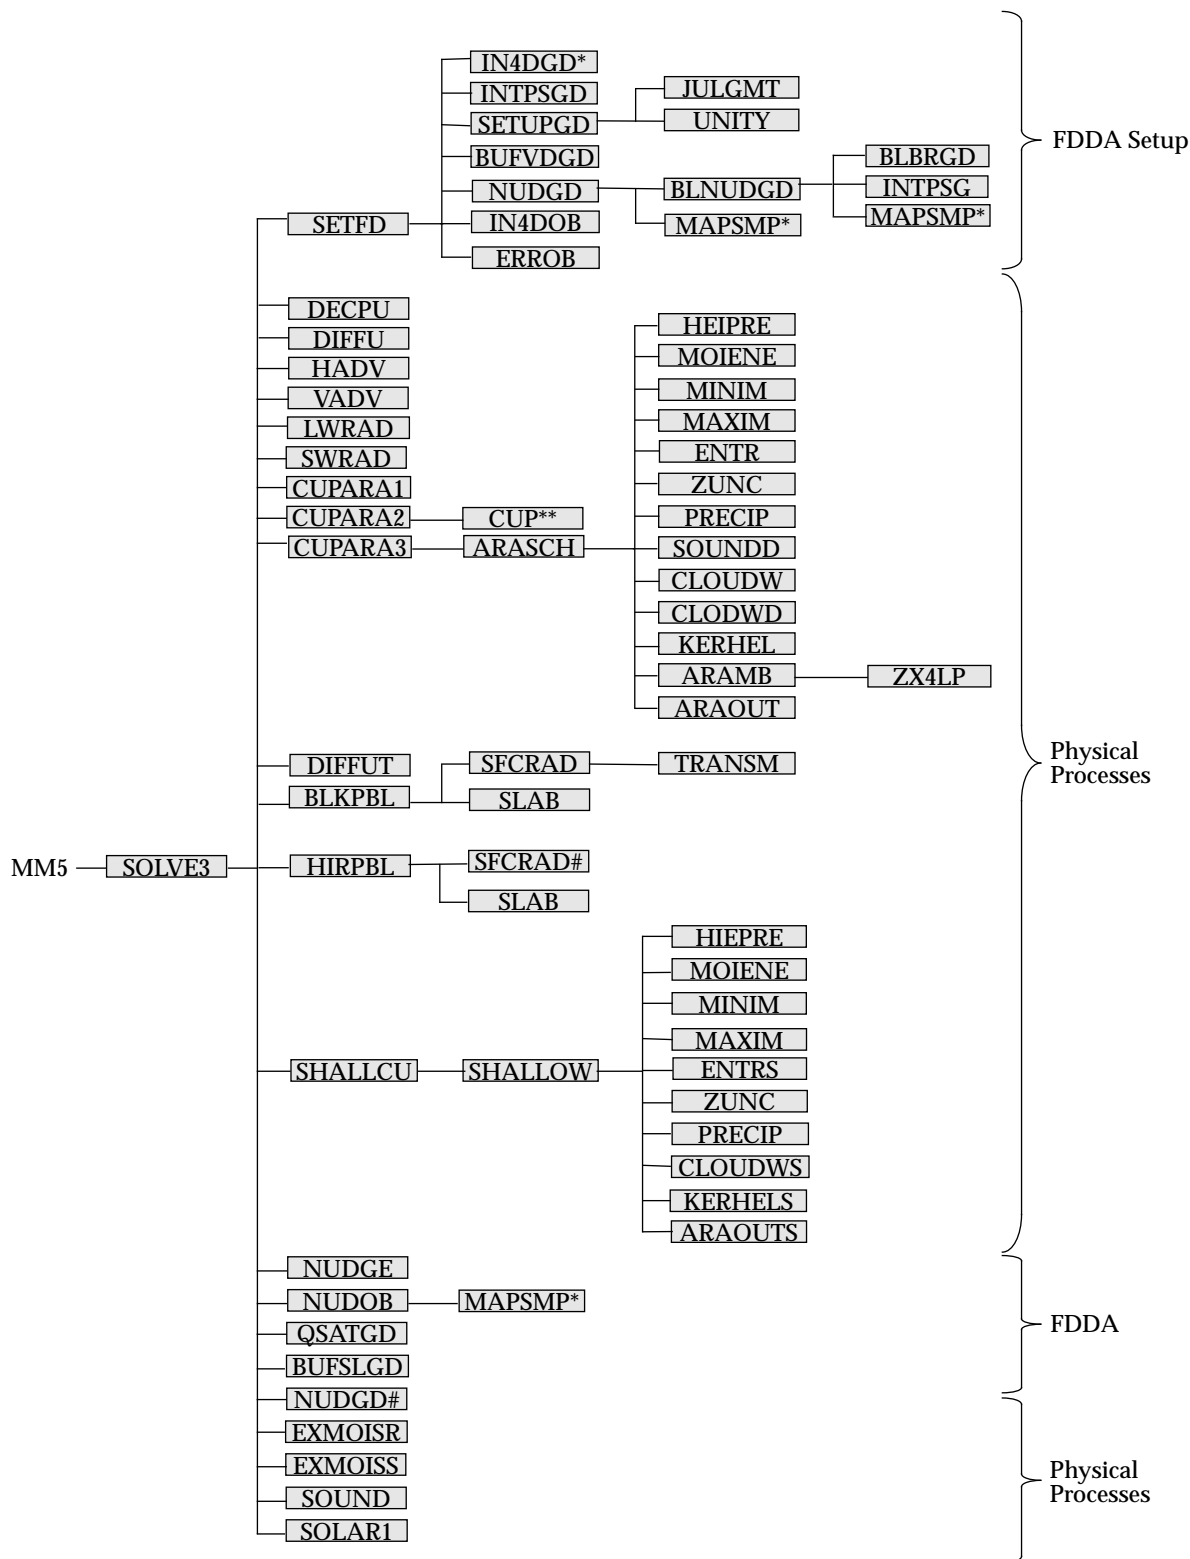 IN4DGD*
INTPSGD
SETUPGD
BUFVDGD
NUDGD
IN4DOB
ERROB
JULGMT
UNITY
BLNUDGD
MAPSMP*
BLBRGD
INTPSG
MAPSMP*
FDDA Setup
SETFD
DECPU
DIFFU
HADV
VADV
LWRAD
SWRAD
CUPARA1
CUPARA2
CUPARA3
CUP**
ARASCH
HEIPRE
MOIENE
MINIM
MAXIM
ENTR
ZUNC
PRECIP
SOUNDD
CLOUDW
CLODWD
KERHEL
ARAMB
ARAOUT
ZX4LP
Physical
Processes
DIFFUT
BLKPBL
SFCRAD
SLAB
TRANSM
MM5
SOLVE3
HIRPBL
SFCRAD#
SLAB
SHALLCU
SHALLOW
HIEPRE
MOIENE
MINIM
MAXIM
ENTRS
ZUNC
PRECIP
CLOUDWS
KERHELS
ARAOUTS
NUDGE
NUDOB
MAPSMP*
QSATGD
BUFSLGD
FDDA
NUDGD#
EXMOISR
EXMOISS
SOUND
SOLAR1
Physical
Processes